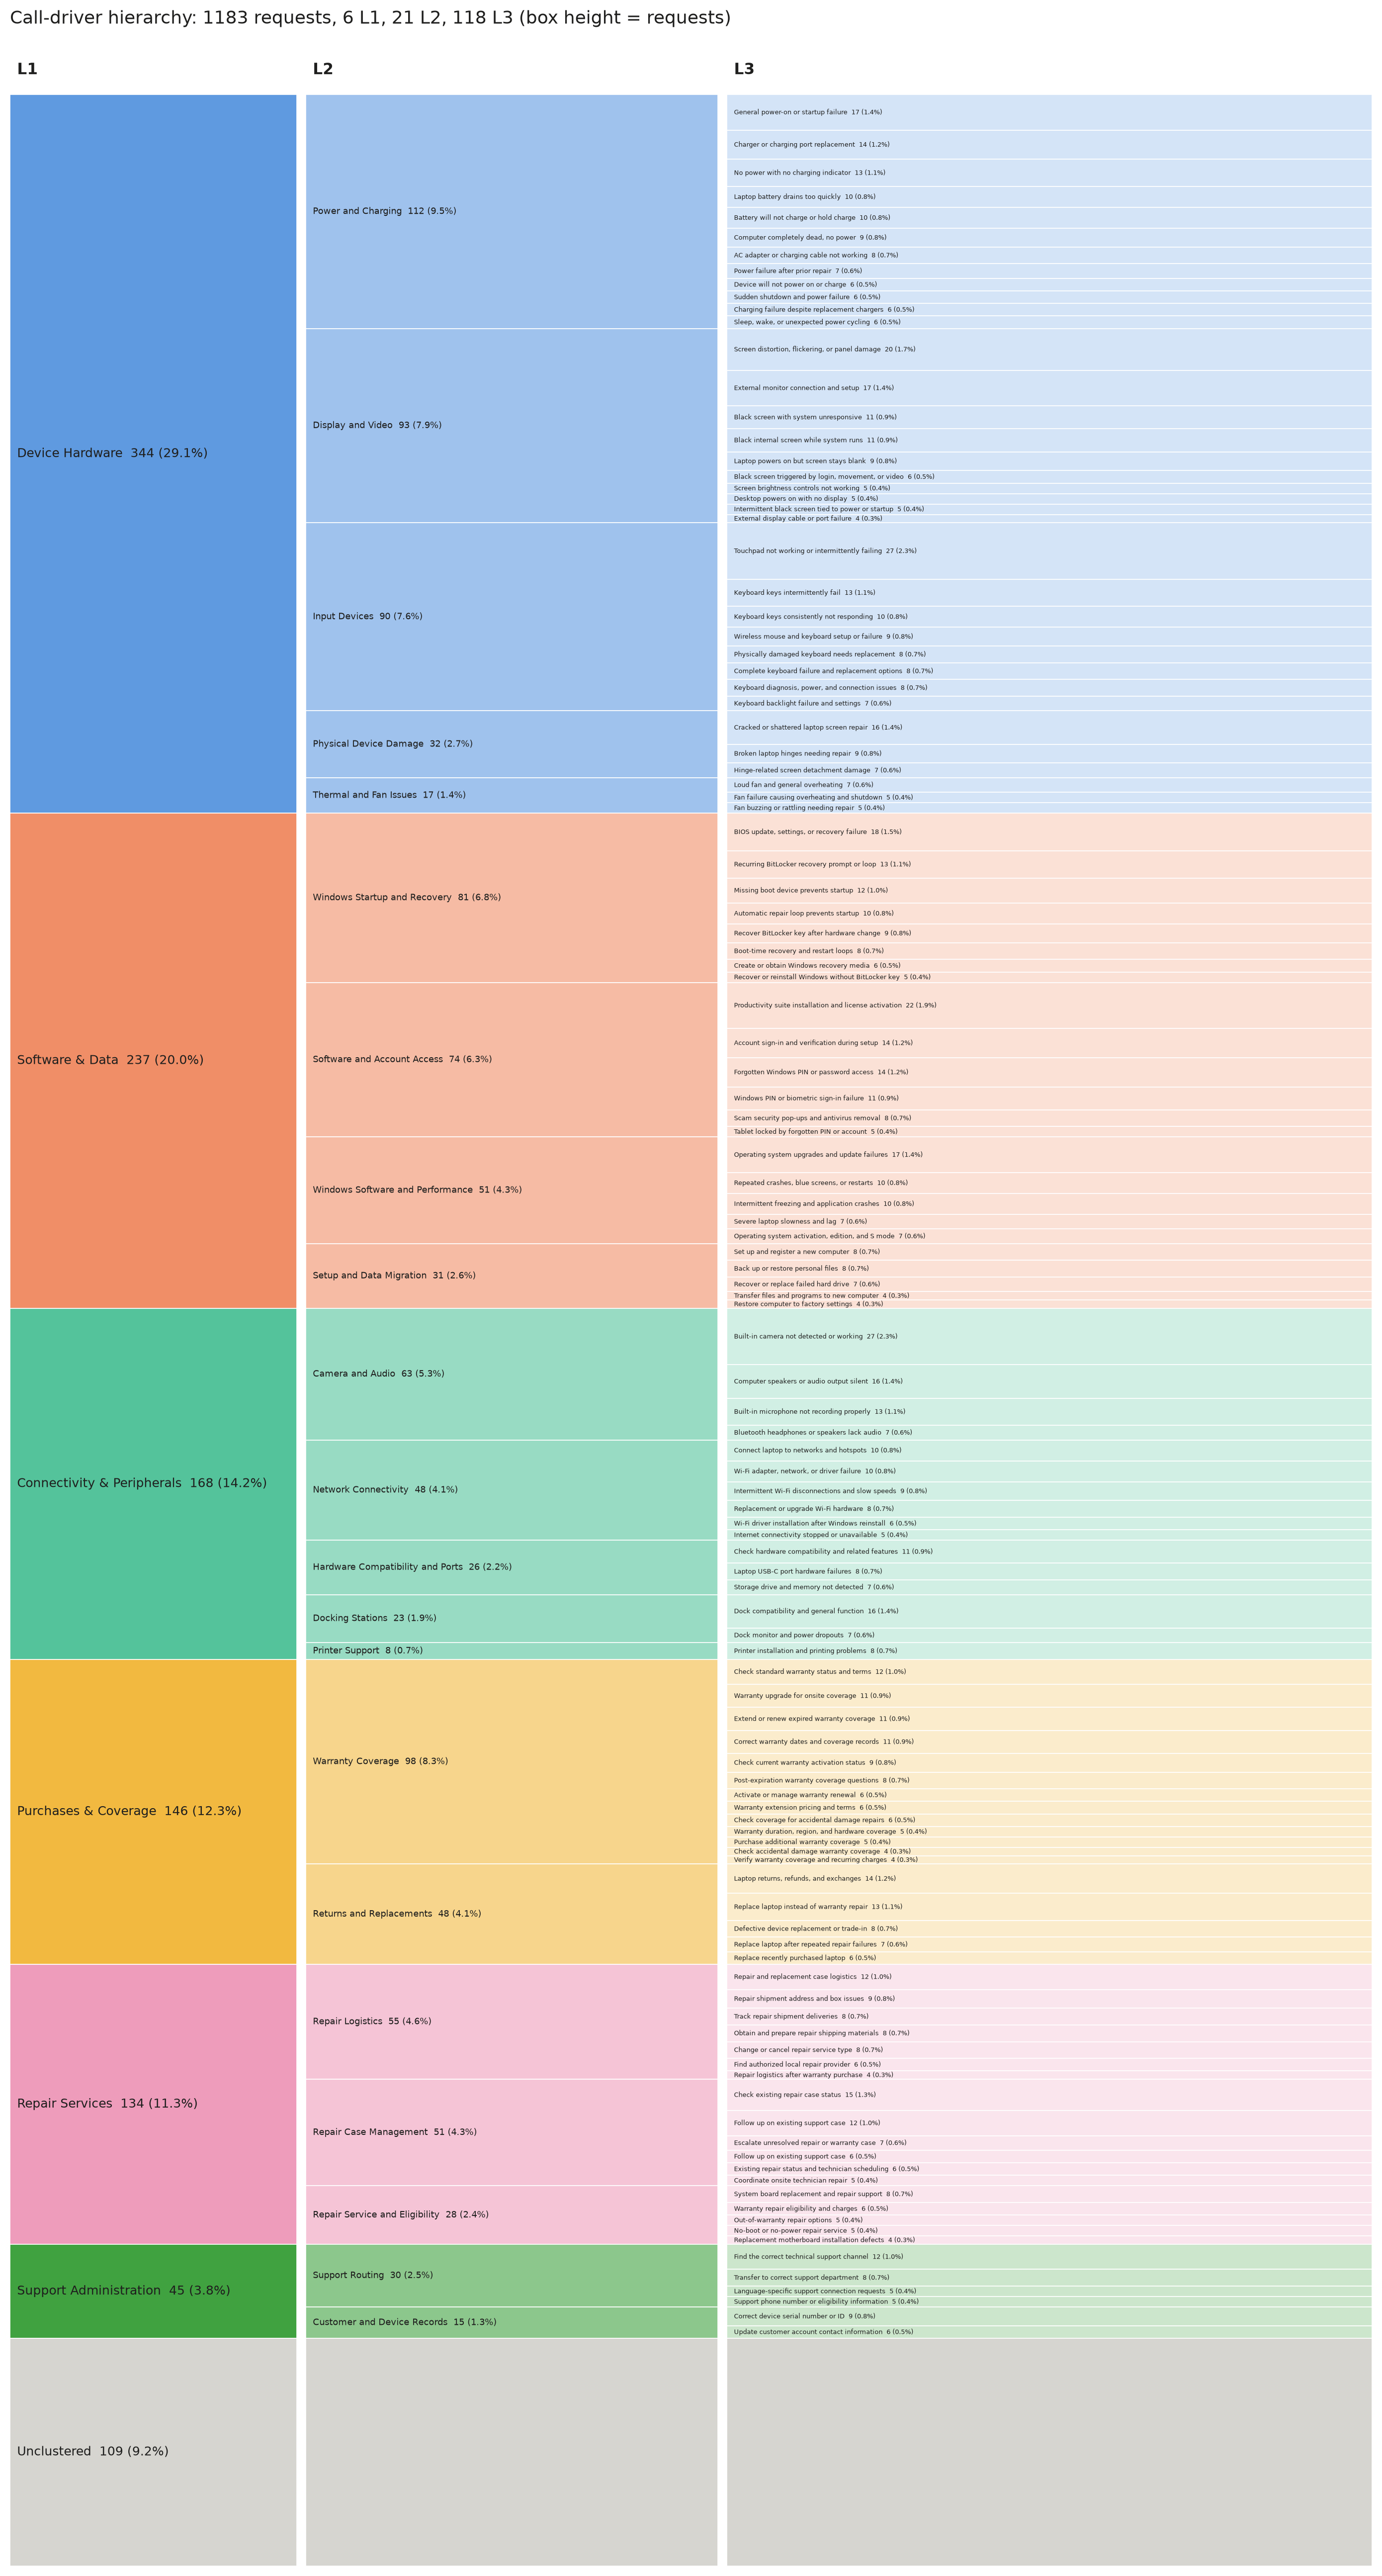 Call-driver hierarchy: 1183 requests, 6 L1, 21 L2, 118 L3 (box height = requests)
L1
L2
L3
Device Hardware 344 (29.1%)
Power and Charging 112 (9.5%)
General power-on or startup failure 17 (1.4%)
Charger or charging port replacement 14 (1.2%)
No power with no charging indicator 13 (1.1%)
Laptop battery drains too quickly 10 (0.8%)
Battery will not charge or hold charge 10 (0.8%)
Computer completely dead, no power 9 (0.8%)
AC adapter or charging cable not working 8 (0.7%)
Power failure after prior repair 7 (0.6%)
Device will not power on or charge 6 (0.5%)
Sudden shutdown and power failure 6 (0.5%)
Charging failure despite replacement chargers 6 (0.5%)
Sleep, wake, or unexpected power cycling 6 (0.5%)
Display and Video 93 (7.9%)
Screen distortion, flickering, or panel damage 20 (1.7%)
External monitor connection and setup 17 (1.4%)
Black screen with system unresponsive 11 (0.9%)
Black internal screen while system runs 11 (0.9%)
Laptop powers on but screen stays blank 9 (0.8%)
Black screen triggered by login, movement, or video 6 (0.5%)
Screen brightness controls not working 5 (0.4%)
Desktop powers on with no display 5 (0.4%)
Intermittent black screen tied to power or startup 5 (0.4%)
External display cable or port failure 4 (0.3%)
Input Devices 90 (7.6%)
Touchpad not working or intermittently failing 27 (2.3%)
Keyboard keys intermittently fail 13 (1.1%)
Keyboard keys consistently not responding 10 (0.8%)
Wireless mouse and keyboard setup or failure 9 (0.8%)
Physically damaged keyboard needs replacement 8 (0.7%)
Complete keyboard failure and replacement options 8 (0.7%)
Keyboard diagnosis, power, and connection issues 8 (0.7%)
Keyboard backlight failure and settings 7 (0.6%)
Physical Device Damage 32 (2.7%)
Cracked or shattered laptop screen repair 16 (1.4%)
Broken laptop hinges needing repair 9 (0.8%)
Hinge-related screen detachment damage 7 (0.6%)
Thermal and Fan Issues 17 (1.4%)
Loud fan and general overheating 7 (0.6%)
Fan failure causing overheating and shutdown 5 (0.4%)
Fan buzzing or rattling needing repair 5 (0.4%)
Software & Data 237 (20.0%)
Windows Startup and Recovery 81 (6.8%)
BIOS update, settings, or recovery failure 18 (1.5%)
Recurring BitLocker recovery prompt or loop 13 (1.1%)
Missing boot device prevents startup 12 (1.0%)
Automatic repair loop prevents startup 10 (0.8%)
Recover BitLocker key after hardware change 9 (0.8%)
Boot-time recovery and restart loops 8 (0.7%)
Create or obtain Windows recovery media 6 (0.5%)
Recover or reinstall Windows without BitLocker key 5 (0.4%)
Software and Account Access 74 (6.3%)
Productivity suite installation and license activation 22 (1.9%)
Account sign-in and verification during setup 14 (1.2%)
Forgotten Windows PIN or password access 14 (1.2%)
Windows PIN or biometric sign-in failure 11 (0.9%)
Scam security pop-ups and antivirus removal 8 (0.7%)
Tablet locked by forgotten PIN or account 5 (0.4%)
Windows Software and Performance 51 (4.3%)
Operating system upgrades and update failures 17 (1.4%)
Repeated crashes, blue screens, or restarts 10 (0.8%)
Intermittent freezing and application crashes 10 (0.8%)
Severe laptop slowness and lag 7 (0.6%)
Operating system activation, edition, and S mode 7 (0.6%)
Setup and Data Migration 31 (2.6%)
Set up and register a new computer 8 (0.7%)
Back up or restore personal files 8 (0.7%)
Recover or replace failed hard drive 7 (0.6%)
Transfer files and programs to new computer 4 (0.3%)
Restore computer to factory settings 4 (0.3%)
Connectivity & Peripherals 168 (14.2%)
Camera and Audio 63 (5.3%)
Built-in camera not detected or working 27 (2.3%)
Computer speakers or audio output silent 16 (1.4%)
Built-in microphone not recording properly 13 (1.1%)
Bluetooth headphones or speakers lack audio 7 (0.6%)
Network Connectivity 48 (4.1%)
Connect laptop to networks and hotspots 10 (0.8%)
Wi-Fi adapter, network, or driver failure 10 (0.8%)
Intermittent Wi-Fi disconnections and slow speeds 9 (0.8%)
Replacement or upgrade Wi-Fi hardware 8 (0.7%)
Wi-Fi driver installation after Windows reinstall 6 (0.5%)
Internet connectivity stopped or unavailable 5 (0.4%)
Hardware Compatibility and Ports 26 (2.2%)
Check hardware compatibility and related features 11 (0.9%)
Laptop USB-C port hardware failures 8 (0.7%)
Storage drive and memory not detected 7 (0.6%)
Docking Stations 23 (1.9%)
Dock compatibility and general function 16 (1.4%)
Dock monitor and power dropouts 7 (0.6%)
Printer Support 8 (0.7%)
Printer installation and printing problems 8 (0.7%)
Purchases & Coverage 146 (12.3%)
Warranty Coverage 98 (8.3%)
Check standard warranty status and terms 12 (1.0%)
Warranty upgrade for onsite coverage 11 (0.9%)
Extend or renew expired warranty coverage 11 (0.9%)
Correct warranty dates and coverage records 11 (0.9%)
Check current warranty activation status 9 (0.8%)
Post-expiration warranty coverage questions 8 (0.7%)
Activate or manage warranty renewal 6 (0.5%)
Warranty extension pricing and terms 6 (0.5%)
Check coverage for accidental damage repairs 6 (0.5%)
Warranty duration, region, and hardware coverage 5 (0.4%)
Purchase additional warranty coverage 5 (0.4%)
Check accidental damage warranty coverage 4 (0.3%)
Verify warranty coverage and recurring charges 4 (0.3%)
Returns and Replacements 48 (4.1%)
Laptop returns, refunds, and exchanges 14 (1.2%)
Replace laptop instead of warranty repair 13 (1.1%)
Defective device replacement or trade-in 8 (0.7%)
Replace laptop after repeated repair failures 7 (0.6%)
Replace recently purchased laptop 6 (0.5%)
Repair Services 134 (11.3%)
Repair Logistics 55 (4.6%)
Repair and replacement case logistics 12 (1.0%)
Repair shipment address and box issues 9 (0.8%)
Track repair shipment deliveries 8 (0.7%)
Obtain and prepare repair shipping materials 8 (0.7%)
Change or cancel repair service type 8 (0.7%)
Find authorized local repair provider 6 (0.5%)
Repair logistics after warranty purchase 4 (0.3%)
Repair Case Management 51 (4.3%)
Check existing repair case status 15 (1.3%)
Follow up on existing support case 12 (1.0%)
Escalate unresolved repair or warranty case 7 (0.6%)
Follow up on existing support case 6 (0.5%)
Existing repair status and technician scheduling 6 (0.5%)
Coordinate onsite technician repair 5 (0.4%)
Repair Service and Eligibility 28 (2.4%)
System board replacement and repair support 8 (0.7%)
Warranty repair eligibility and charges 6 (0.5%)
Out-of-warranty repair options 5 (0.4%)
No-boot or no-power repair service 5 (0.4%)
Replacement motherboard installation defects 4 (0.3%)
Support Administration 45 (3.8%)
Support Routing 30 (2.5%)
Find the correct technical support channel 12 (1.0%)
Transfer to correct support department 8 (0.7%)
Language-specific support connection requests 5 (0.4%)
Support phone number or eligibility information 5 (0.4%)
Customer and Device Records 15 (1.3%)
Correct device serial number or ID 9 (0.8%)
Update customer account contact information 6 (0.5%)
Unclustered 109 (9.2%)